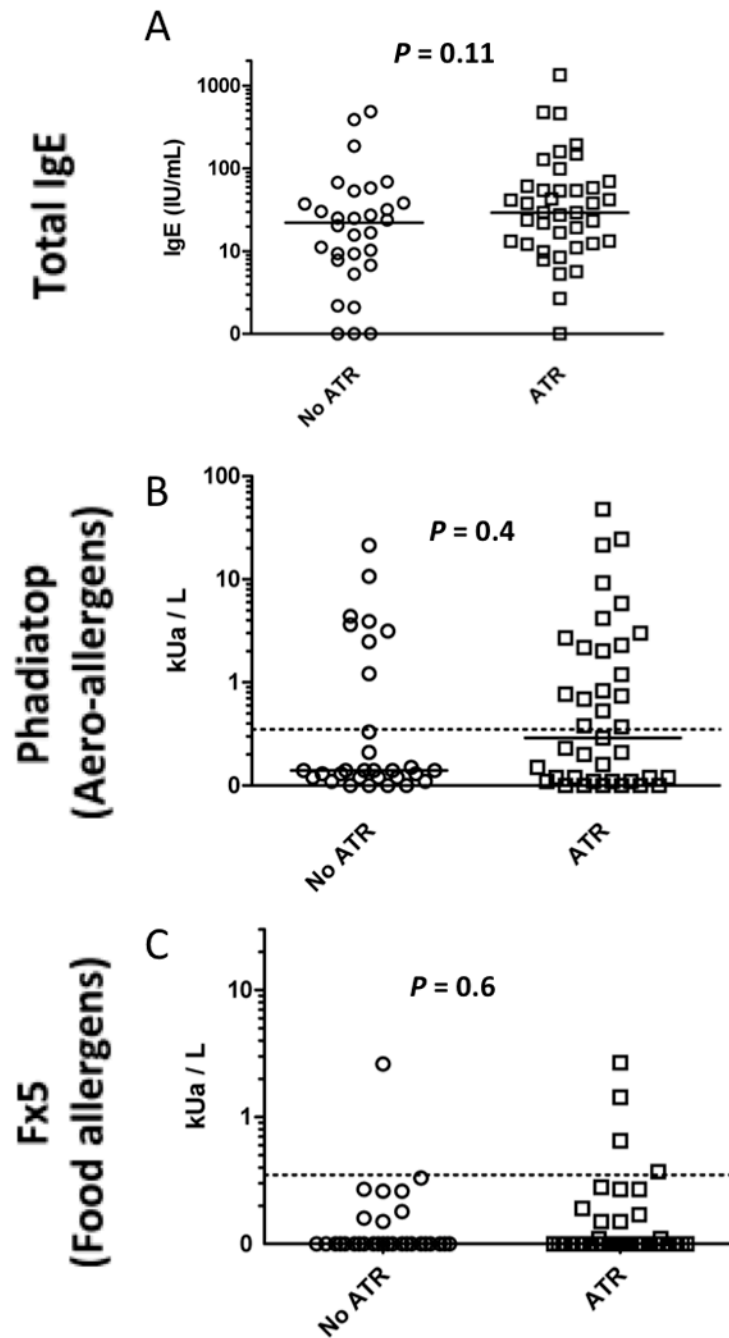 A
P = 0.11
Total IgE
IgE (IU/mL)
1000
100
10
0
No ATR
ATR
B
P = 0.4
Phadiatop
(Aero-allergens)
kUa / L
100
10
1
0
No ATR
ATR
C
P = 0.6
Fx5
(Food allergens)
kUa / L
10
1
0
No ATR
ATR